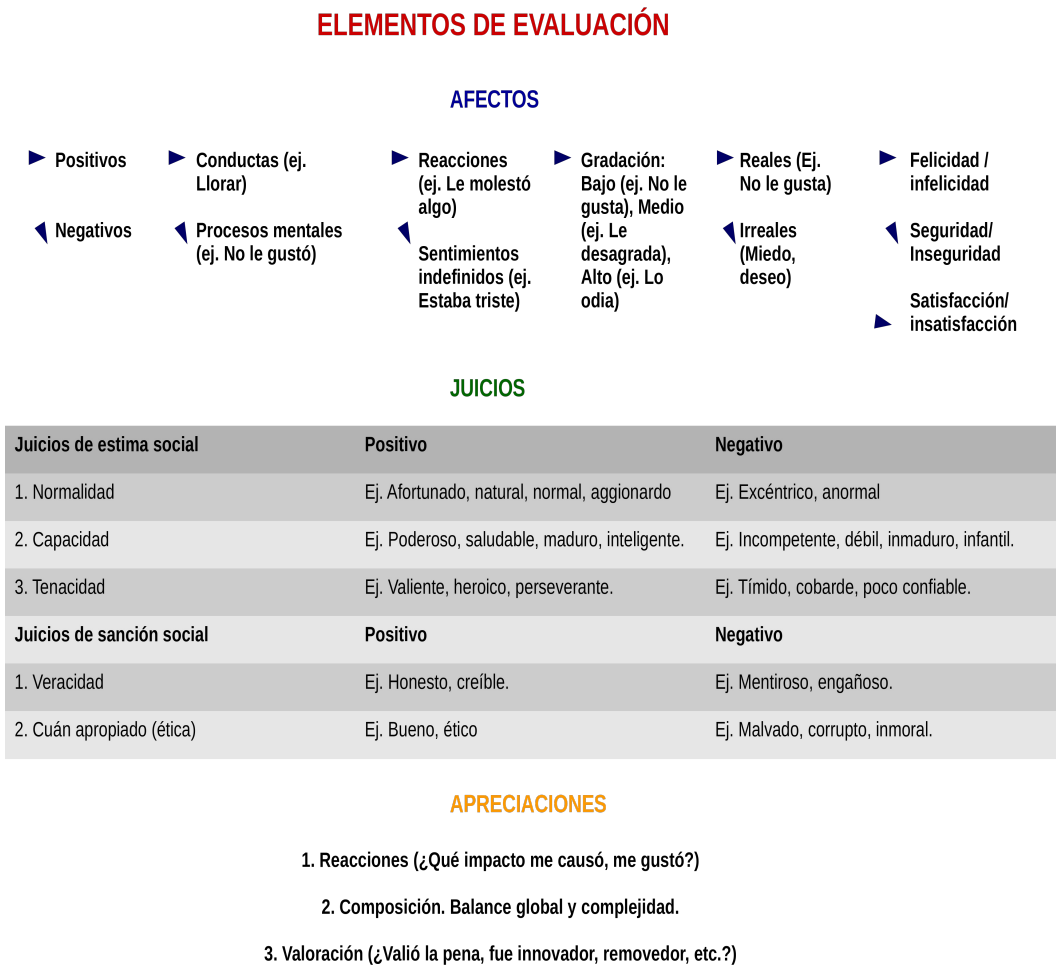 ELEMENTOS DE EVALUACIÓN
AFECTOS
Positivos
Negativos
Conductas (ej.
Llorar)
Procesos mentales
(ej. No le gustó)
Reacciones
(ej. Le molestó
algo)
Sentimientos
indefinidos (ej.
Estaba triste)
Gradación:
Bajo (ej. No le
gusta), Medio
(ej. Le
desagrada),
Alto (ej. Lo
odia)
Reales (Ej.
No le gusta)
Irreales
(Miedo,
deseo)
Felicidad /
infelicidad
Seguridad/
Inseguridad
Satisfacción/
insatisfacción
JUICIOS
Juicios de estima social Positivo Negativo
1. Normalidad Ej. Afortunado, natural, normal, aggionardo Ej. Excéntrico, anormal
2. Capacidad Ej. Poderoso, saludable, maduro, inteligente. Ej. Incompetente, débil, inmaduro, infantil.
3. Tenacidad Ej. Valiente, heroico, perseverante. Ej. Tímido, cobarde, poco confiable.
Juicios de sanción social Positivo Negativo
1. Veracidad Ej. Honesto, creíble. Ej. Mentiroso, engañoso.
2. Cuán apropiado (ética) Ej. Bueno, ético Ej. Malvado, corrupto, inmoral.
APRECIACIONES
1. Reacciones (¿Qué impacto me causó, me gustó?)
2. Composición. Balance global y complejidad.
3. Valoración (¿Valió la pena, fue innovador, removedor, etc.?)